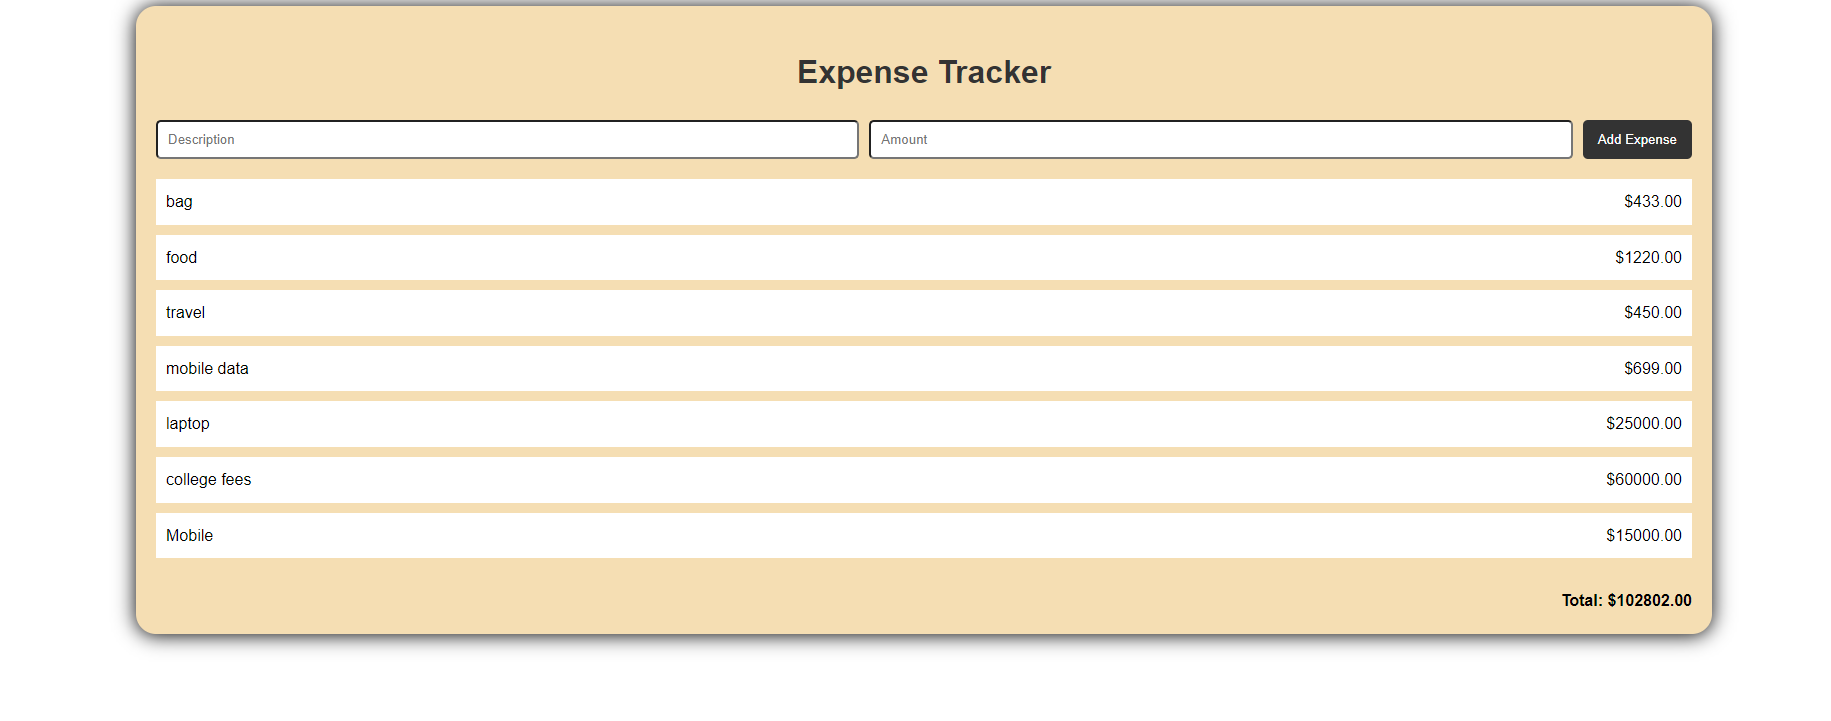 Expense Tracker
Description Amount Add Expense
bag $433.00
food $1220.00
travel $450.00
mobile data $699.00
laptop $25000.00
college fees $60000.00
Mobile $15000.00
Total: $102802.00